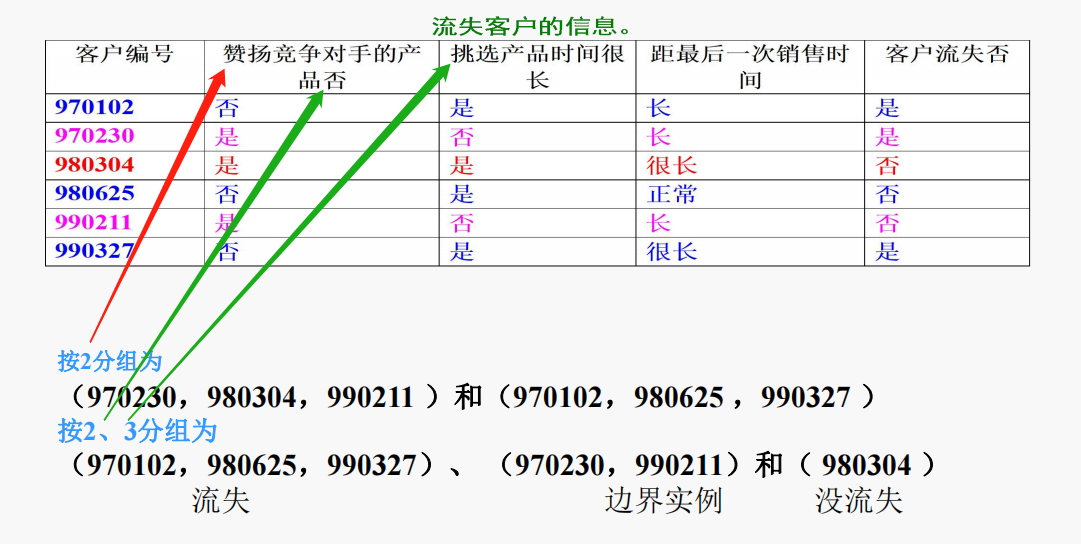 流失客户的信息。
客户编号 赞扬竞争对手的产品否 挑选产品时间很长 距最后一次销售时间 客户流失否
970102 否 是 长 是
970230 是 否 长 是
980304 是 是 很长 否
980625 否 是 正常 否
990211 是 否 长 否
990327 否 是 很长 是
按2分组为
（970230，980304，990211 ）和（970102，980625 ，990327 ）
按2、3分组为
（970102，980625，990327）、 （970230，990211）和（ 980304 ）
流失 边界实例 没流失